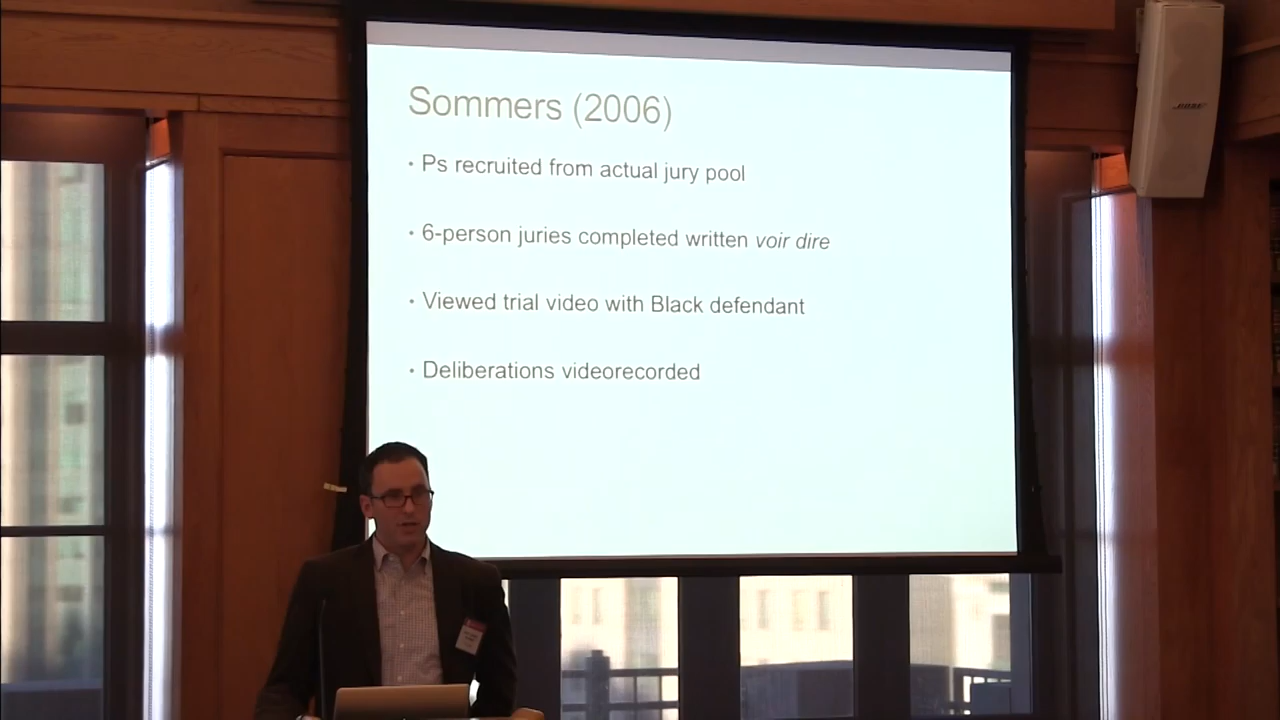 Sommers (2006)
• Ps recruited from actual jury pool
• 6-person juries completed written voir dire
• Viewed trial video with Black defendant
• Deliberations videorecorded
BOSE